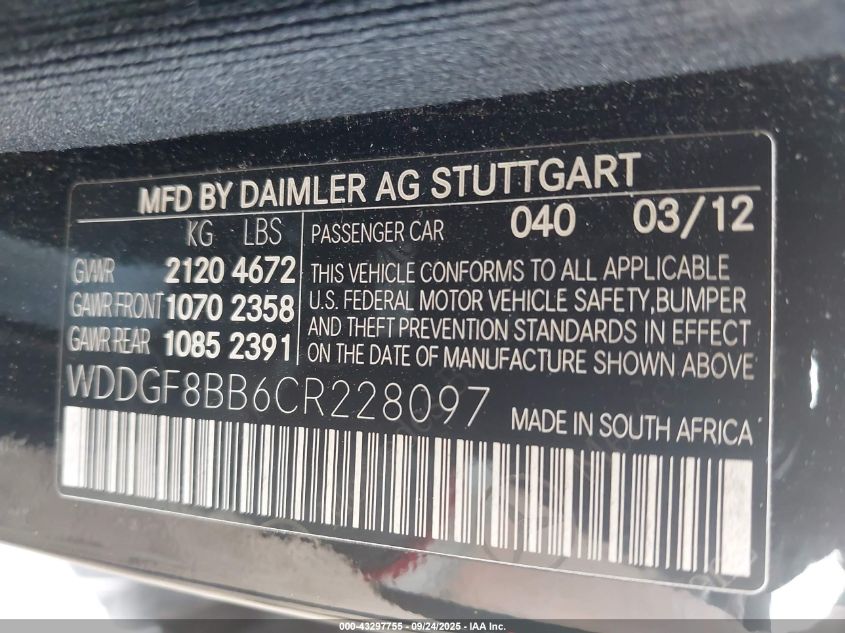 MFD BY DAIMLER AG STUTTGART
KG LBS
GVWR 2120 4672
GAWR FRONT 1070 2358
GAWR REAR 1085 2391
PASSENGER CAR 040 03/12
THIS VEHICLE CONFORMS TO ALL APPLICABLE
U.S. FEDERAL MOTOR VEHICLE SAFETY, BUMPER
AND THEFT PREVENTION STANDARDS IN EFFECT
ON THE DATE OF MANUFACTURE SHOWN ABOVE
WDDGF8BB6CR228097
MADE IN SOUTH AFRICA
000-43297755 - 09/24/2025 - IAA Inc.